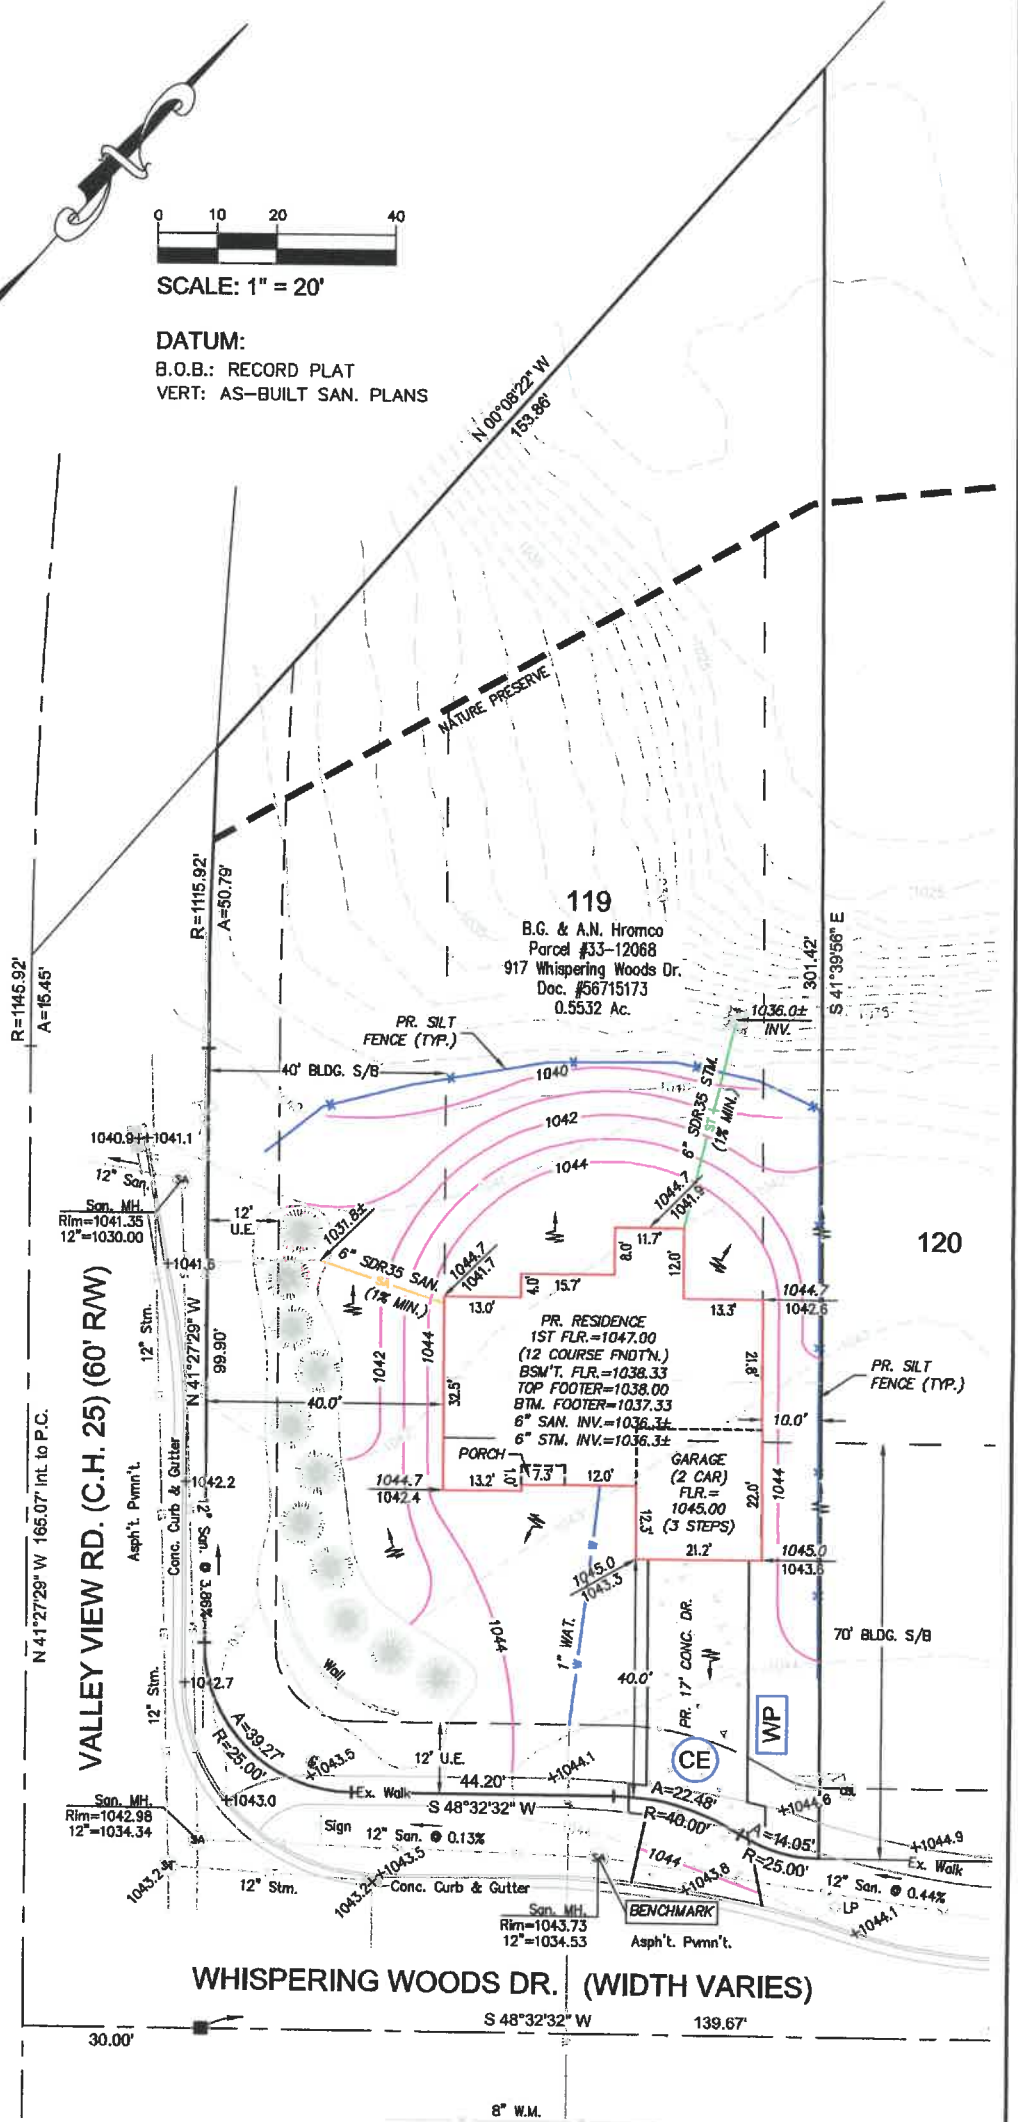 0 10 20 40
SCALE: 1" = 20'
DATUM:
B.O.B.: RECORD PLAT
VERT: AS-BUILT SAN. PLANS
N 00°08'22" W
153.86'
NATURE PRESERVE
R=1115.92'
A=50.79'
R=1145.92'
A=15.45'
119
B.G. & A.N. Hromco
Parcel #33-12068
917 Whispering Woods Dr.
Doc. #56715173
0.5532 Ac.
301.42'
S 41°39'56" E
1025
1036.0±
INV.
PR. SILT
FENCE (TYP.)
40' BLDG. S/B
1040
1042
1044
6" SDR35 STM.
ST
(1% MIN.)
1040.9
1041.1
12" San.
SA
San. MH.
Rim=1041.35
12"=1030.00
12'
U.E.
1031.8±
6" SDR35 SAN.
SA
(1% MIN.)
1044.7
1041.7
1044.7
1041.9
11.7'
8.0'
12.0'
4.0'
15.7'
13.0'
13.3'
1044.7
1042.6
120
1041.6
12" Stm.
N 41°27'29" W
99.90'
1042
1044
40.0'
32.5'
PR. RESIDENCE
1ST FLR.=1047.00
(12 COURSE FNDT'N.)
BSM'T. FLR.=1038.33
TOP FOOTER=1038.00
BTM. FOOTER=1037.33
6" SAN. INV.=1036.3±
6" STM. INV.=1036.3±
21.8'
10.0'
PR. SILT
FENCE (TYP.)
PORCH
GARAGE
(2 CAR)
FLR.=
1045.00
(3 STEPS)
22.0'
1044
1044.7
1042.4
13.2'
1.0'
7.3'
12.0'
12.3'
21.2'
1045.0
1043.3
1045.0
1043.6
VALLEY VIEW RD. (C.H. 25) (60' R/W)
N 41°27'29" W 165.07' Int. to P.C.
Asph't. Pvmn't.
Conc. Curb & Gutter
1042.2
12" San. @ 3.86%
12" Stm.
1042.7
Wall
1044
1" WAT.
W
W
40.0'
PR. 17' CONC. DR.
WP
CE
70' BLDG. S/B
A=39.27'
R=25.00'
1043.5
12' U.E.
1044.1
1043.0
Ex. Walk
44.20'
S 48°32'32" W
A=22.48'
R=40.00'
1044.6
A=14.05'
R=25.00'
1044.9
Ex. Walk
San. MH.
Rim=1042.98
12"=1034.34
SA
Sign
12" San. @ 0.13%
SA
1044
1043.8
12" San. @ 0.44%
LP
1044.1
1043.2
12" Stm.
1043.2
1043.5
Conc. Curb & Gutter
San. MH.
Rim=1043.73
12"=1034.53
BENCHMARK
Asph't. Pvmn't.
WHISPERING WOODS DR. (WIDTH VARIES)
S 48°32'32" W
139.67'
30.00'
8" W.M.